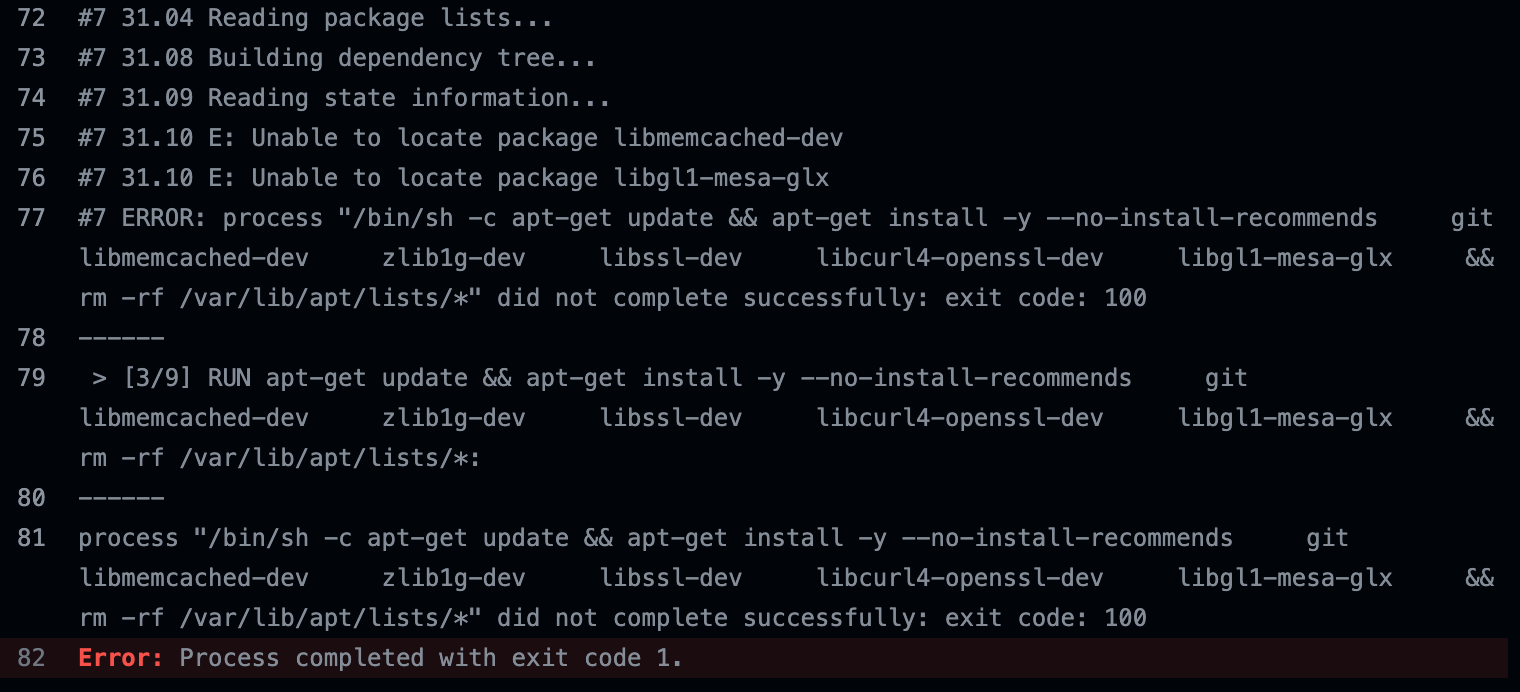 72 #7 31.04 Reading package lists...
73 #7 31.08 Building dependency tree...
74 #7 31.09 Reading state information...
75 #7 31.10 E: Unable to locate package libmemcached-dev
76 #7 31.10 E: Unable to locate package libgl1-mesa-glx
77 #7 ERROR: process "/bin/sh -c apt-get update && apt-get install -y --no-install-recommends     git
libmemcached-dev     zlib1g-dev     libssl-dev     libcurl4-openssl-dev     libgl1-mesa-glx     &&
rm -rf /var/lib/apt/lists/*" did not complete successfully: exit code: 100
78 ------
79  > [3/9] RUN apt-get update && apt-get install -y --no-install-recommends     git
libmemcached-dev     zlib1g-dev     libssl-dev     libcurl4-openssl-dev     libgl1-mesa-glx     &&
rm -rf /var/lib/apt/lists/*:
80 ------
81 process "/bin/sh -c apt-get update && apt-get install -y --no-install-recommends     git
libmemcached-dev     zlib1g-dev     libssl-dev     libcurl4-openssl-dev     libgl1-mesa-glx     &&
rm -rf /var/lib/apt/lists/*" did not complete successfully: exit code: 100
82 Error: Process completed with exit code 1.